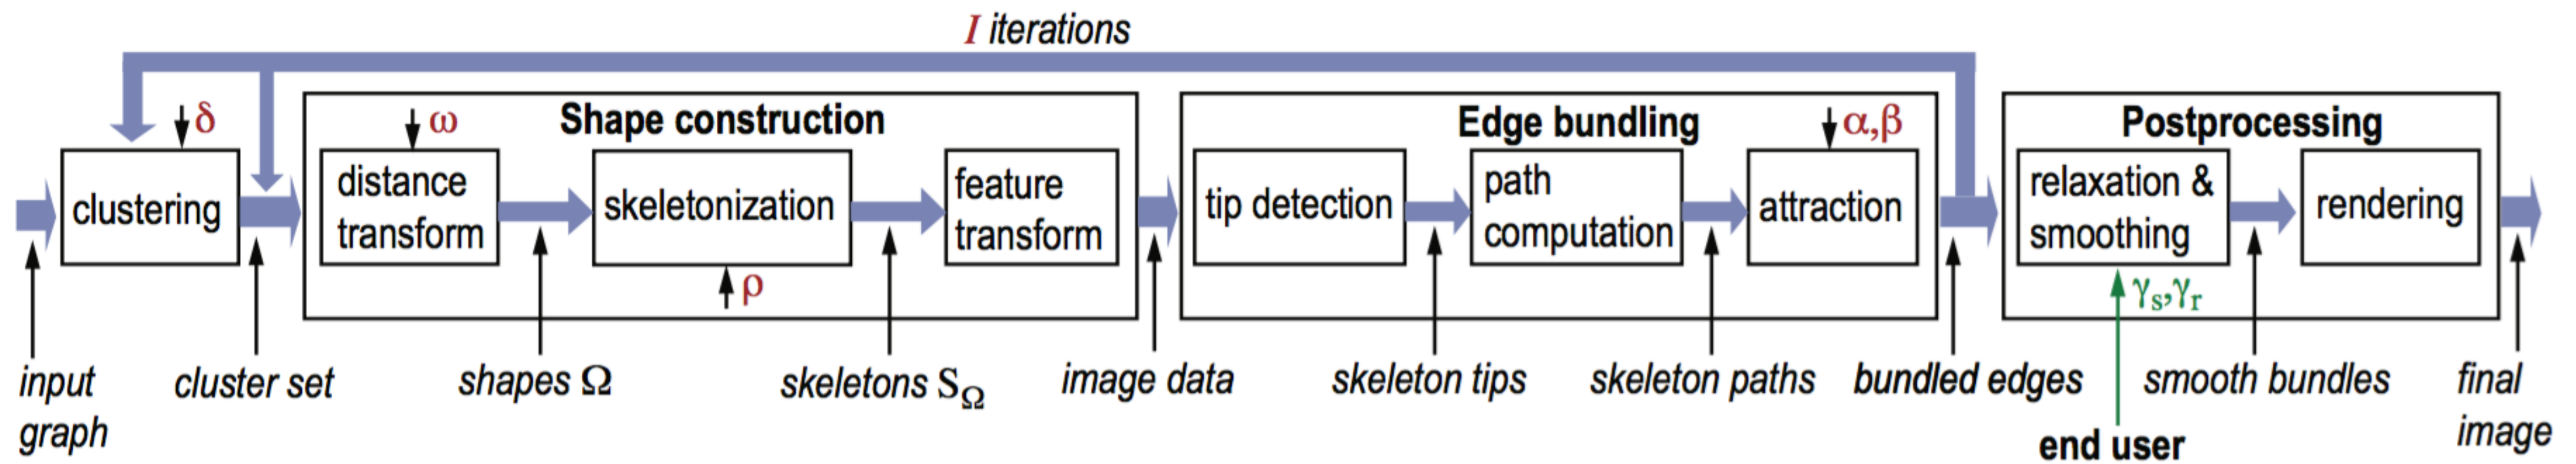 I iterations
δ
ω
Shape construction
Edge bundling
α,β
Postprocessing
clustering
distance
transform
skeletonization
feature
transform
tip detection
path
computation
attraction
relaxation &
smoothing
rendering
ρ
γs,γr
input
graph
cluster set
shapes Ω
skeletons SΩ
image data
skeleton tips
skeleton paths
bundled edges
smooth bundles
final
image
end user